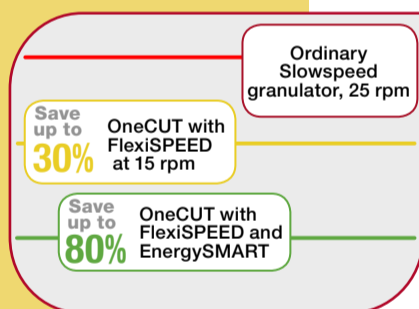 Ordinary
Slowspeed
granulator, 25 rpm
Save
up to
30%
OneCUT with
FlexiSPEED
at 15 rpm
Save
up to
80%
OneCUT with
FlexiSPEED and
EnergySMART